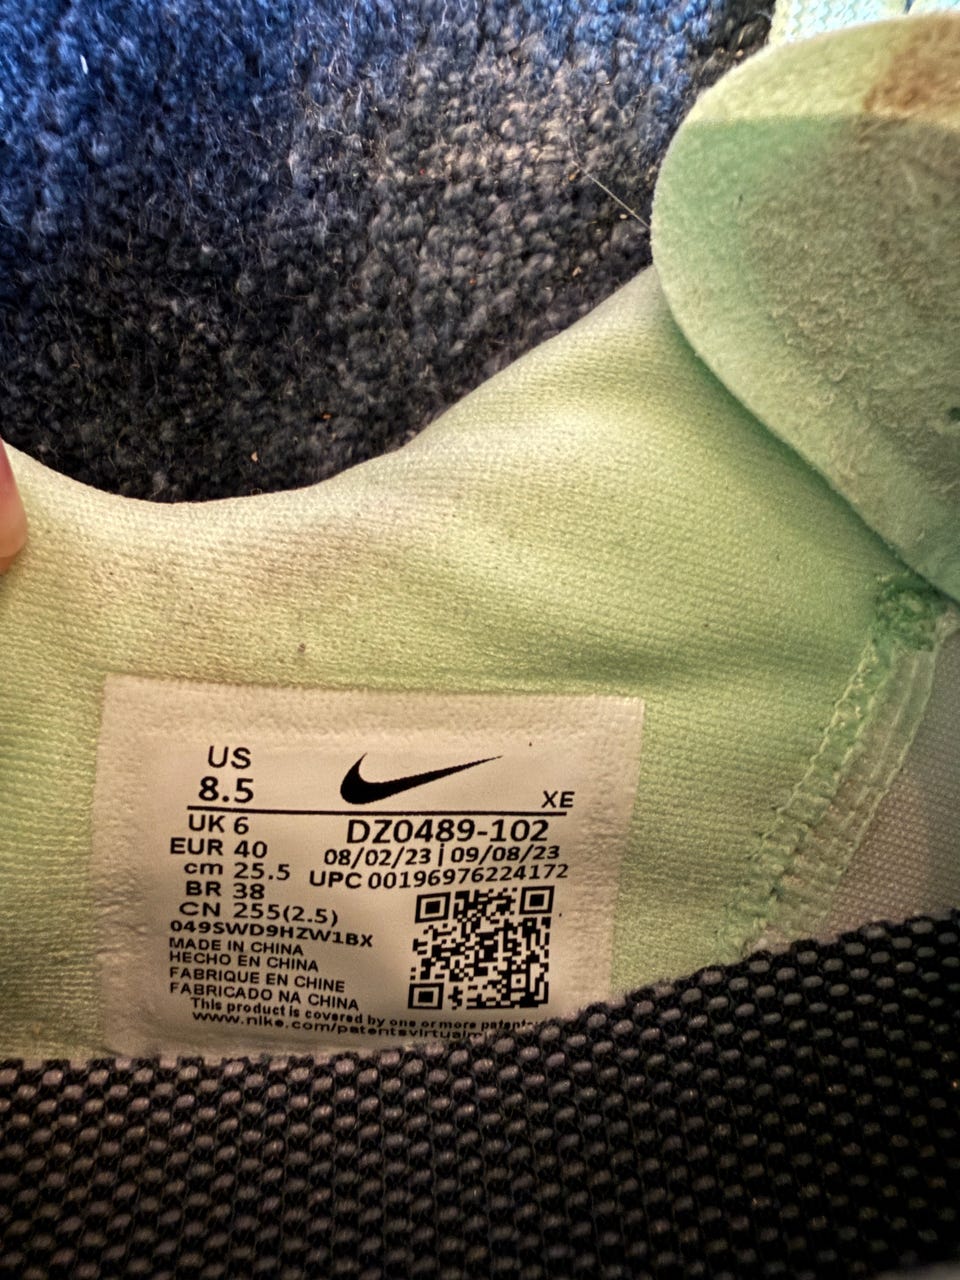 US
8.5
XE
UK 6
EUR 40
cm 25.5
BR 38
CN 255(2.5)
DZ0489-102
08/02/23 | 09/08/23
UPC 00196976224172
049SWD9HZW1BX
MADE IN CHINA
HECHO EN CHINA
FABRIQUE EN CHINE
FABRICADO NA CHINA
This product is covered by one or more
www.nike.com/patents